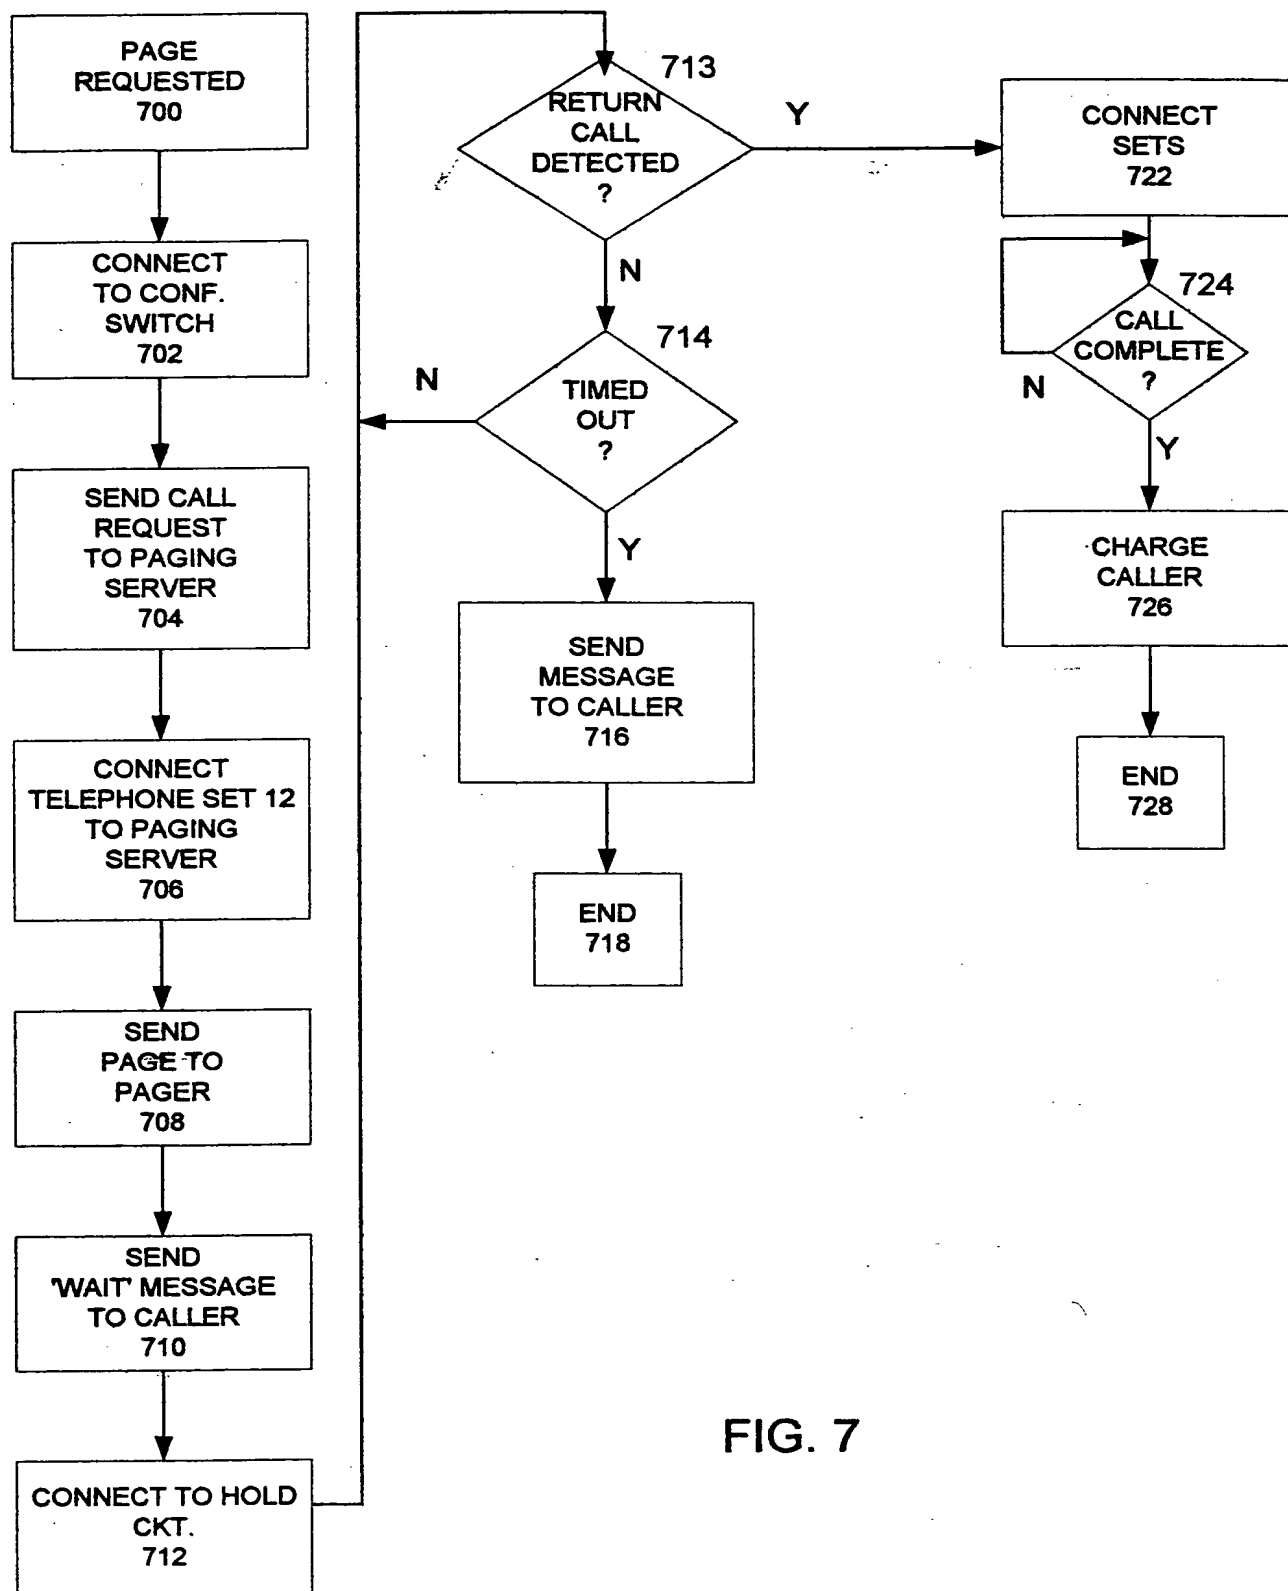 PAGE
REQUESTED
700
CONNECT
TO CONF.
SWITCH
702
SEND CALL
REQUEST
TO PAGING
SERVER
704
CONNECT
TELEPHONE SET 12
TO PAGING
SERVER
706
SEND
PAGE TO
PAGER
708
SEND
'WAIT' MESSAGE
TO CALLER
710
CONNECT TO HOLD
CKT.
712
713
RETURN
CALL
DETECTED
?
Y
N
714
TIMED
OUT
?
N
Y
SEND
MESSAGE
TO CALLER
716
END
718
CONNECT
SETS
722
724
CALL
COMPLETE
?
N
Y
CHARGE
CALLER
726
END
728
FIG. 7